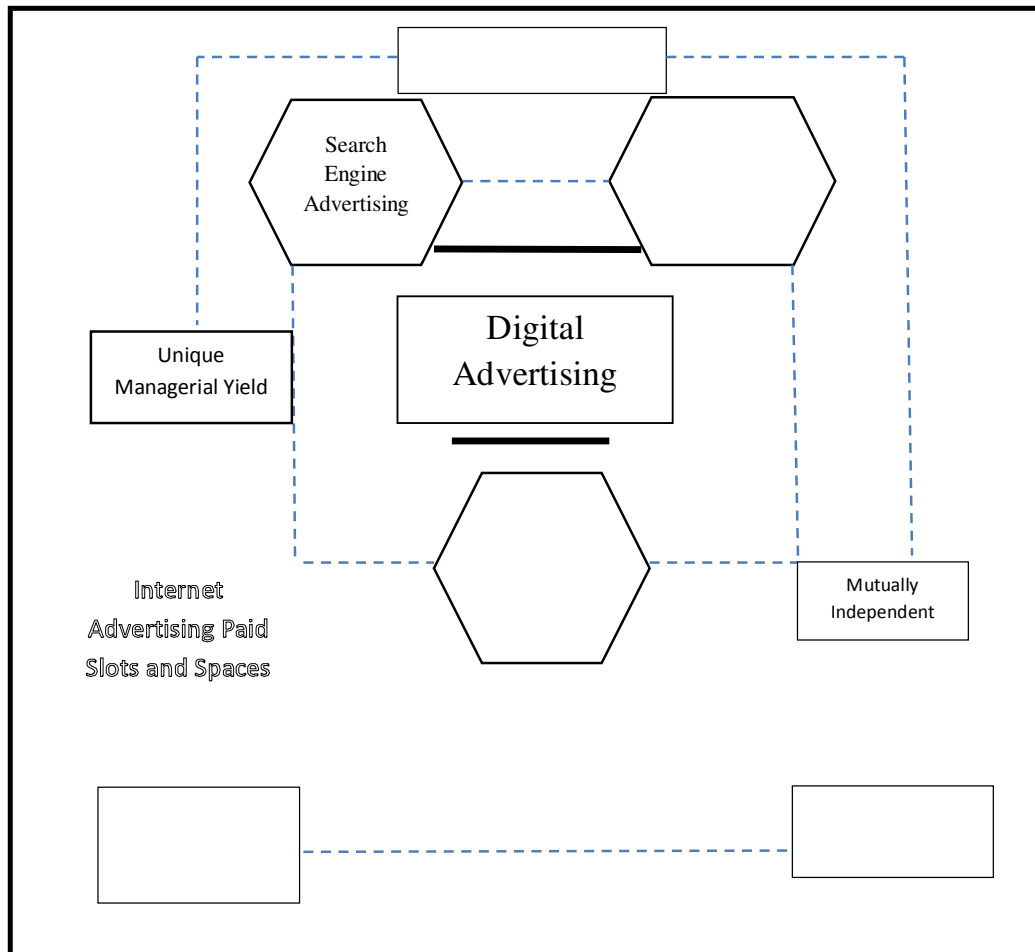 Search
Engine
Advertising
Digital
Advertising
Unique
Managerial Yield
Internet
Advertising Paid
Slots and Spaces
Mutually
Independent